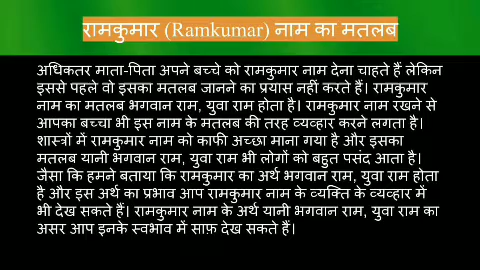 रामकुमार (Ramkumar) नाम का मतलब
अधिकतर माता-पिता अपने बच्चे को रामकुमार नाम देना चाहते हैं लेकिन
इससे पहले वो इसका मतलब जानने का प्रयास नहीं करते हैं। रामकुमार
नाम का मतलब भगवान राम, युवा राम होता है। रामकुमार नाम रखने से
आपका बच्चा भी इस नाम के मतलब की तरह व्यव्हार करने लगता है।
शास्त्रों में रामकुमार नाम को काफी अच्छा माना गया है और इसका
मतलब यानी भगवान राम, युवा राम भी लोगों को बहुत पसंद आता है।
जैसा कि हमने बताया कि रामकुमार का अर्थ भगवान राम, युवा राम होता
है और इस अर्थ का प्रभाव आप रामकुमार नाम के व्यक्ति के व्यव्हार में
भी देख सकते हैं। रामकुमार नाम के अर्थ यानी भगवान राम, युवा राम का
असर आप इनके स्वभाव में साफ़ देख सकते हैं।